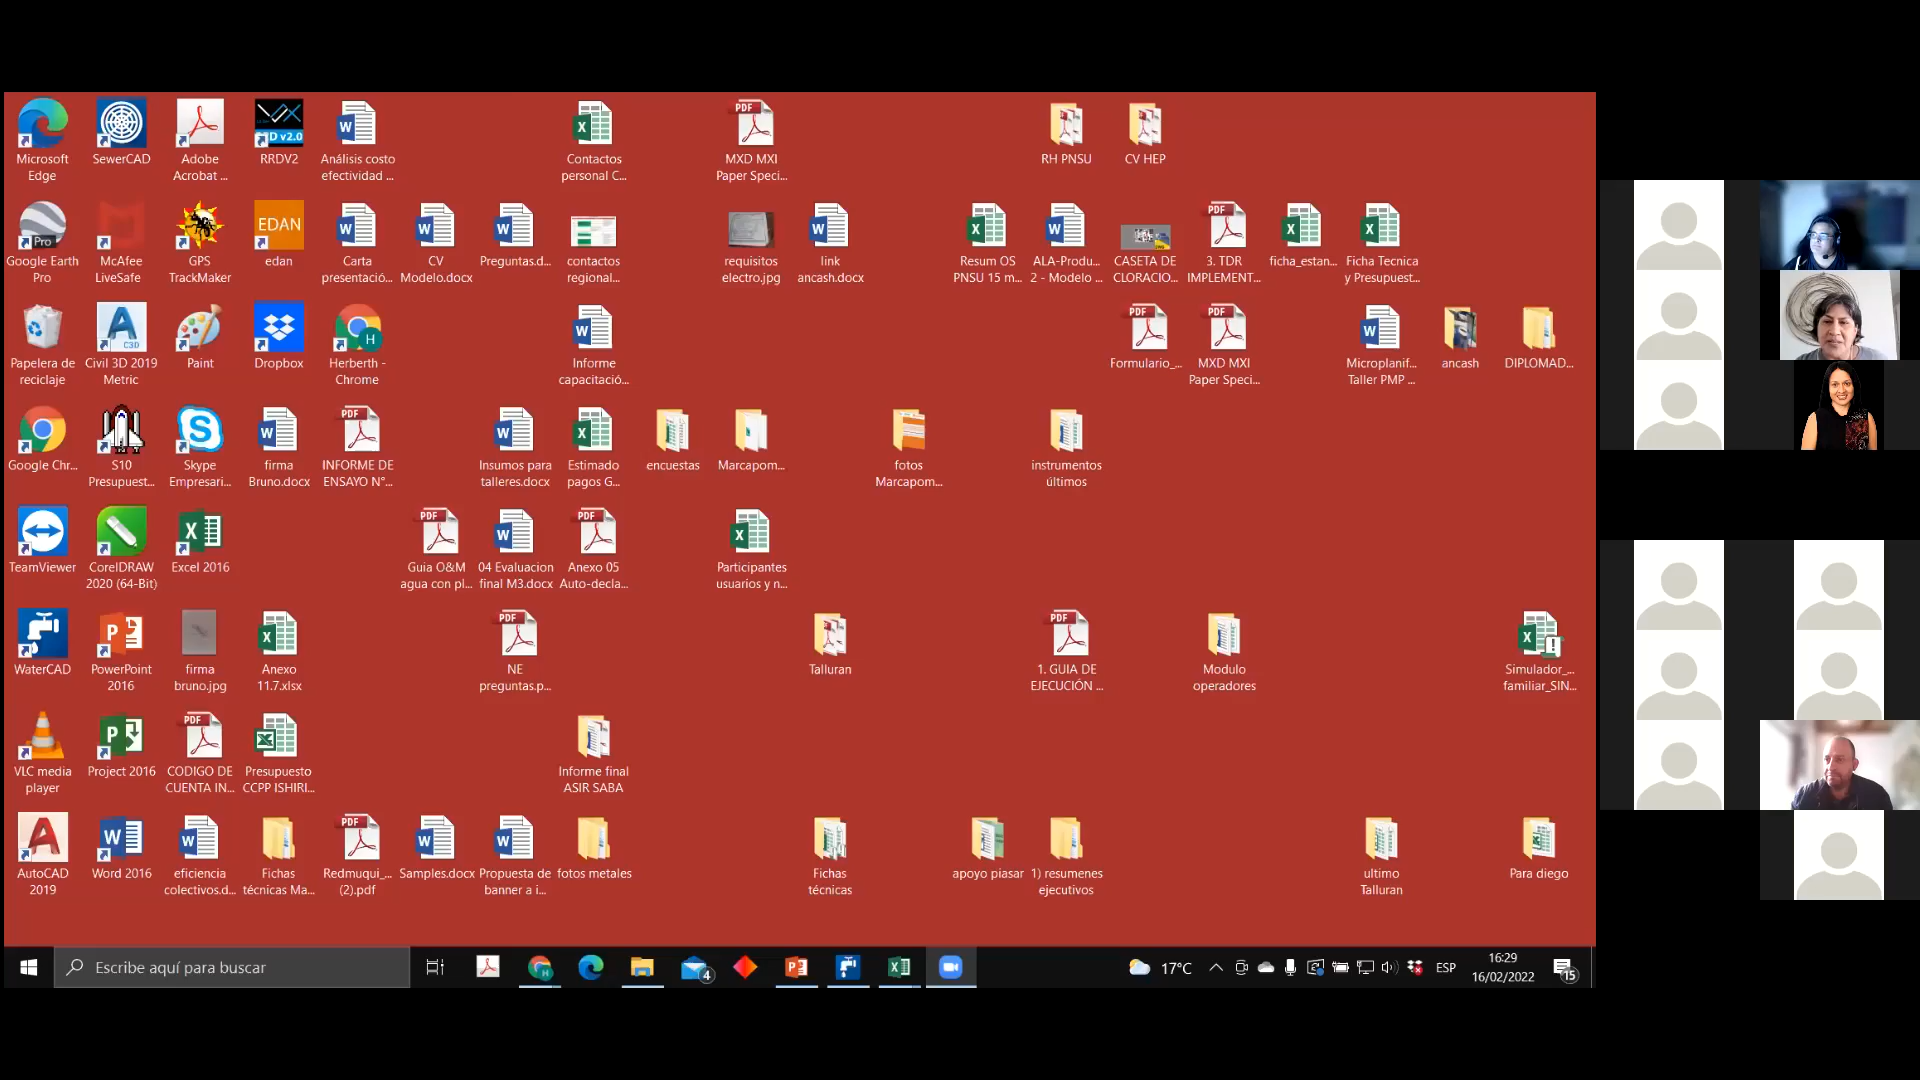 Microsoft
Edge
SewerCAD
Adobe
Acrobat ...
RRDV2
Análisis costo
efectividad ...
Contactos
personal C...
MXD MXI
Paper Speci...
RH PNSU
CV HEP
Google Earth
Pro
McAfee
LiveSafe
GPS
TrackMaker
EDAN
edan
Carta
presentació...
CV
Modelo.docx
Preguntas.d...
contactos
regional...
requisitos
electro.jpg
link
ancash.docx
Resum OS
PNSU 15 m...
ALA-Produ...
2 - Modelo ...
CASETA DE
CLORACIO...
3. TDR
IMPLEMENT...
ficha_estan...
Ficha Tecnica
y Presupuest...
Papelera de
reciclaje
Civil 3D 2019
Metric
Paint
Dropbox
Herberth -
Chrome
Informe
capacitació...
Formulario_...
MXD MXI
Paper Speci...
Microplanif...
Taller PMP ...
ancash
DIPLOMAD...
Google Chr...
S10
Presupuest...
Skype
Empresari...
firma
Bruno.docx
INFORME DE
ENSAYO N°...
Insumos para
talleres.docx
Estimado
pagos G...
encuestas
Marcapom...
fotos
Marcapom...
instrumentos
últimos
TeamViewer
CorelDRAW
2020 (64-Bit)
Excel 2016
Guia O&M
agua con pl...
04 Evaluacion
final M3.docx
Anexo 05
Auto-decla...
Participantes
usuarios y n...
WaterCAD
PowerPoint
2016
firma
bruno.jpg
Anexo
11.7.xlsx
NE
preguntas.p...
Talluran
1. GUIA DE
EJECUCIÓN ...
Modulo
operadores
Simulador_...
familiar_SIN...
VLC media
player
Project 2016
CODIGO DE
CUENTA IN...
Presupuesto
CCPP ISHIRI...
Informe final
ASIR SABA
AutoCAD
2019
Word 2016
eficiencia
colectivos.d...
Fichas
técnicas Ma...
Redmuqui_...
(2).pdf
Samples.docx
Propuesta de
banner a i...
fotos metales
Fichas
técnicas
apoyo piasar
1) resumenes
ejecutivos
ultimo
Talluran
Para diego
Escribe aquí para buscar
4
17°C
ESP
16:29
16/02/2022
15